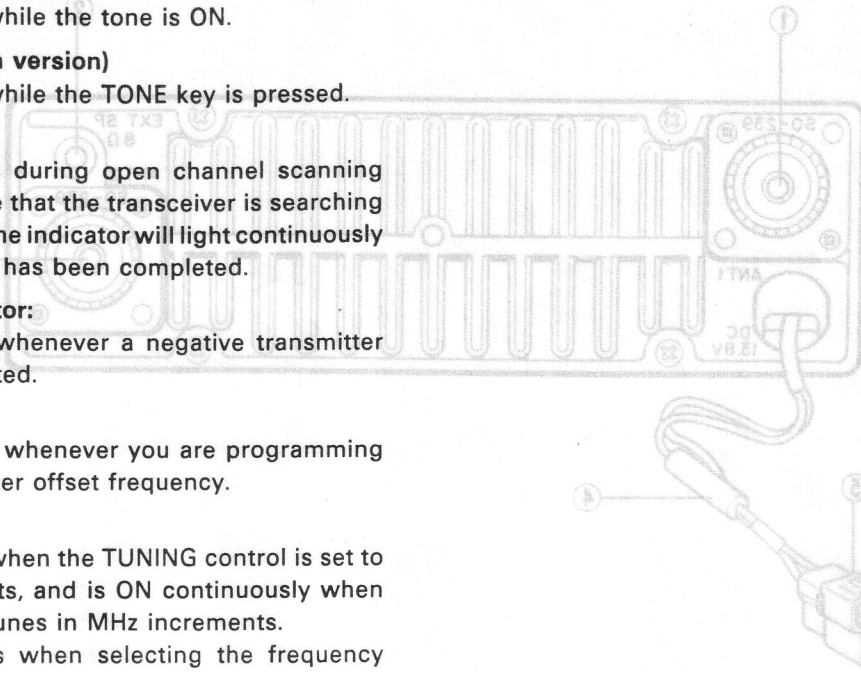 while the tone is ON.
version)
while the TONE key is pressed.
during open channel scanning
that the transceiver is searching
indicator will light continuously
has been completed.
tor:
whenever a negative transmitter
ted.
whenever you are programming
er offset frequency.
when the TUNING control is set to
ts, and is ON continuously when
unes in MHz increments.
s when selecting the frequency
1
EXT SP
8Ω
SO-239
ANT1
DC
13.8V
4
5